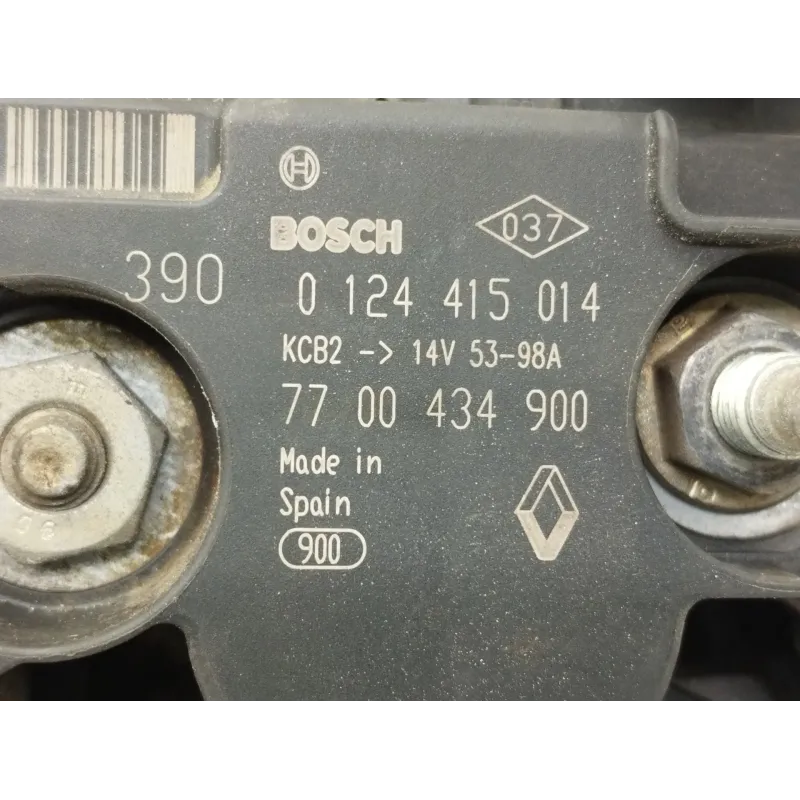 BOSCH
037
390
0 124 415 014
KCB2 -> 14V 53-98A
77 00 434 900
Made in
Spain
900